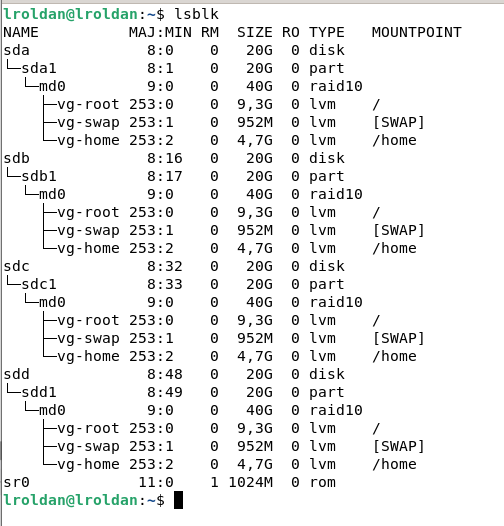 lroldan@lroldan:~$ lsblk
NAME          MAJ:MIN RM  SIZE RO TYPE   MOUNTPOINT
sda             8:0    0   20G  0 disk
└─sda1          8:1    0   20G  0 part
  └─md0         9:0    0   40G  0 raid10
    ├─vg-root 253:0    0  9,3G  0 lvm    /
    ├─vg-swap 253:1    0  952M  0 lvm    [SWAP]
    └─vg-home 253:2    0  4,7G  0 lvm    /home
sdb             8:16   0   20G  0 disk
└─sdb1          8:17   0   20G  0 part
  └─md0         9:0    0   40G  0 raid10
    ├─vg-root 253:0    0  9,3G  0 lvm    /
    ├─vg-swap 253:1    0  952M  0 lvm    [SWAP]
    └─vg-home 253:2    0  4,7G  0 lvm    /home
sdc             8:32   0   20G  0 disk
└─sdc1          8:33   0   20G  0 part
  └─md0         9:0    0   40G  0 raid10
    ├─vg-root 253:0    0  9,3G  0 lvm    /
    ├─vg-swap 253:1    0  952M  0 lvm    [SWAP]
    └─vg-home 253:2    0  4,7G  0 lvm    /home
sdd             8:48   0   20G  0 disk
└─sdd1          8:49   0   20G  0 part
  └─md0         9:0    0   40G  0 raid10
    ├─vg-root 253:0    0  9,3G  0 lvm    /
    ├─vg-swap 253:1    0  952M  0 lvm    [SWAP]
    └─vg-home 253:2    0  4,7G  0 lvm    /home
sr0            11:0    1 1024M  0 rom
lroldan@lroldan:~$